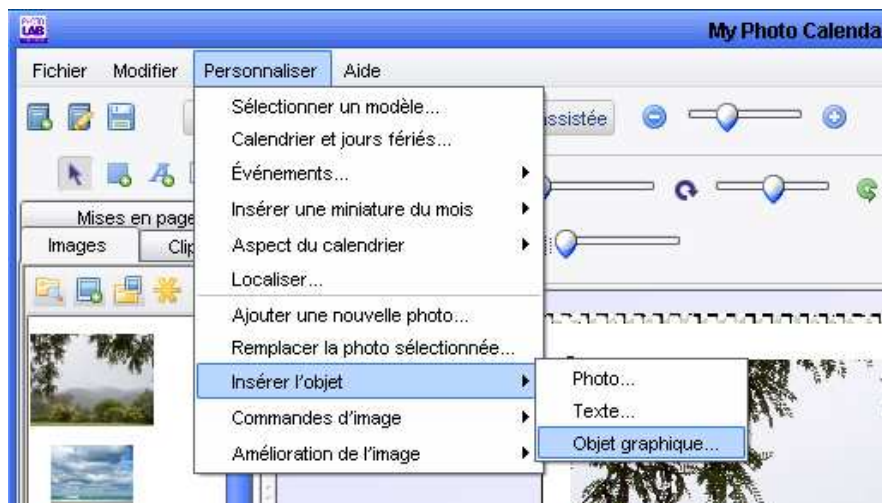 PHOTO LAB
My Photo Calenda
Fichier Modifier Personnaliser Aide
Sélectionner un modèle...
Calendrier et jours fériés...
Événements...
Insérer une miniature du mois
Aspect du calendrier
Localiser...
Ajouter une nouvelle photo...
Remplacer la photo sélectionnée...
Insérer l'objet
Commandes d'image
Amélioration de l'image
Photo...
Texte...
Objet graphique...
ssistée
Mises en page
Images Clip